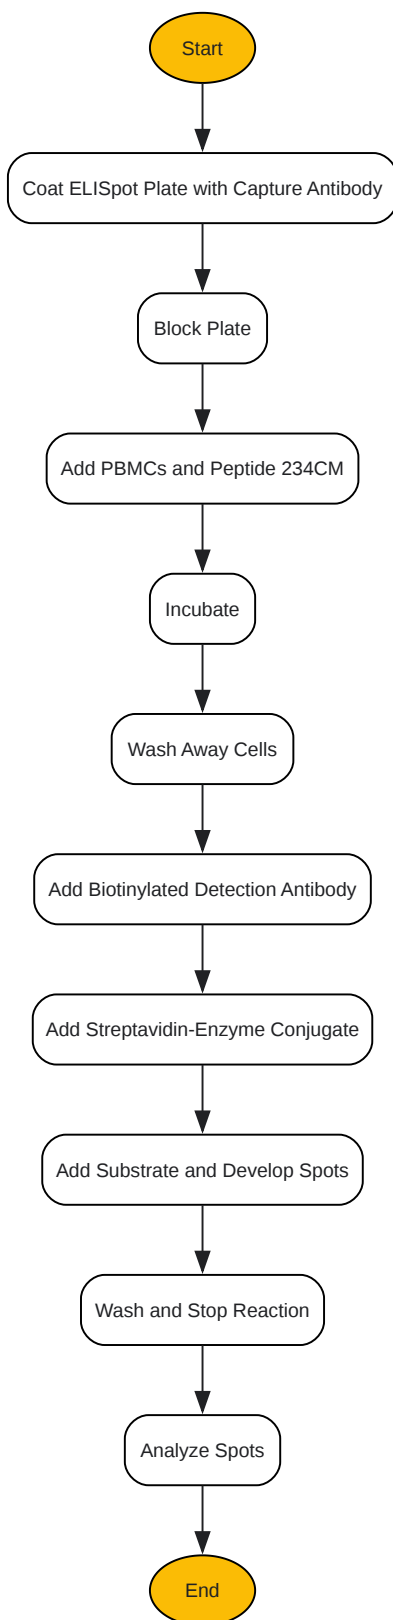 Start
Coat ELISpot Plate with Capture Antibody
Block Plate
Add PBMCs and Peptide 234CM
Incubate
Wash Away Cells
Add Biotinylated Detection Antibody
Add Streptavidin-Enzyme Conjugate
Add Substrate and Develop Spots
Wash and Stop Reaction
Analyze Spots
End